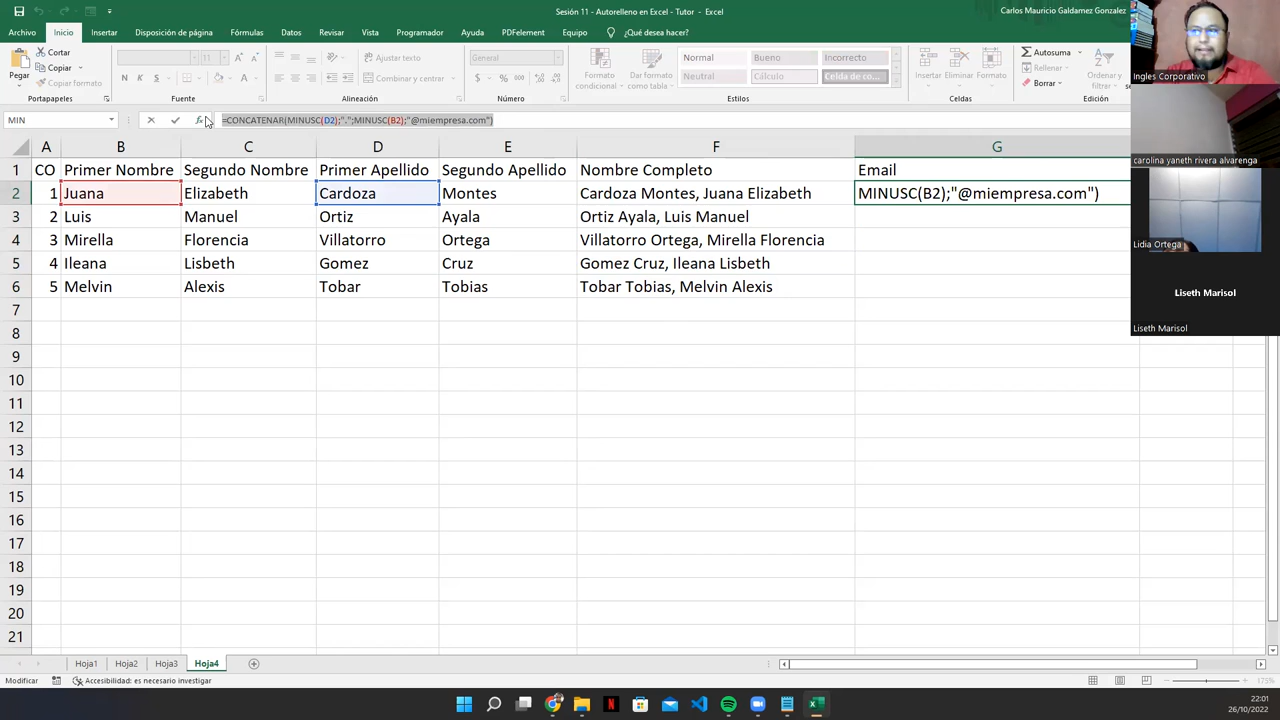 Sesión 11 - Autorelleno en Excel - Tutor - Excel
Carlos Mauricio Galdamez Gonzalez
Archivo Inicio Insertar Disposición de página Fórmulas Datos Revisar Vista Programador Ayuda PDFelement Equipo ¿Qué desea hacer?
Pegar
Cortar
Copiar
Copiar formato
Portapapeles
11
N K S
Fuente
Ajustar texto
Combinar y centrar
Alineación
$ % 000
Número
Formato condicional
Dar formato como tabla
Normal Bueno Incorrecto
Neutral Cálculo Celda de co...
Estilos
Insertar Eliminar Formato
Celdas
Autosuma
Rellenar
Borrar
Ordenar y filtrar
MIN
fx
=CONCATENAR(MINUSC(D2);".";MINUSC(B2);"@miempresa.com")
A B C D E F G
1 CO Primer Nombre Segundo Nombre Primer Apellido Segundo Apellido Nombre Completo Email
2 1 Juana Elizabeth Cardoza Montes Cardoza Montes, Juana Elizabeth MINUSC(B2);"@miempresa.com")
3 2 Luis Manuel Ortiz Ayala Ortiz Ayala, Luis Manuel
4 3 Mirella Florencia Villatorro Ortega Villatorro Ortega, Mirella Florencia
5 4 Ileana Lisbeth Gomez Cruz Gomez Cruz, Ileana Lisbeth
6 5 Melvin Alexis Tobar Tobias Tobar Tobias, Melvin Alexis
7
8
9
10
11
12
13
14
15
16
17
18
19
20
21
Ingles Corporativo
carolina yaneth rivera alvarenga
Lidia Ortega
Liseth Marisol
Liseth Marisol
Hoja1 Hoja2 Hoja3 Hoja4
Modificar
Accesibilidad: es necesario investigar
175%
22:01
26/10/2022